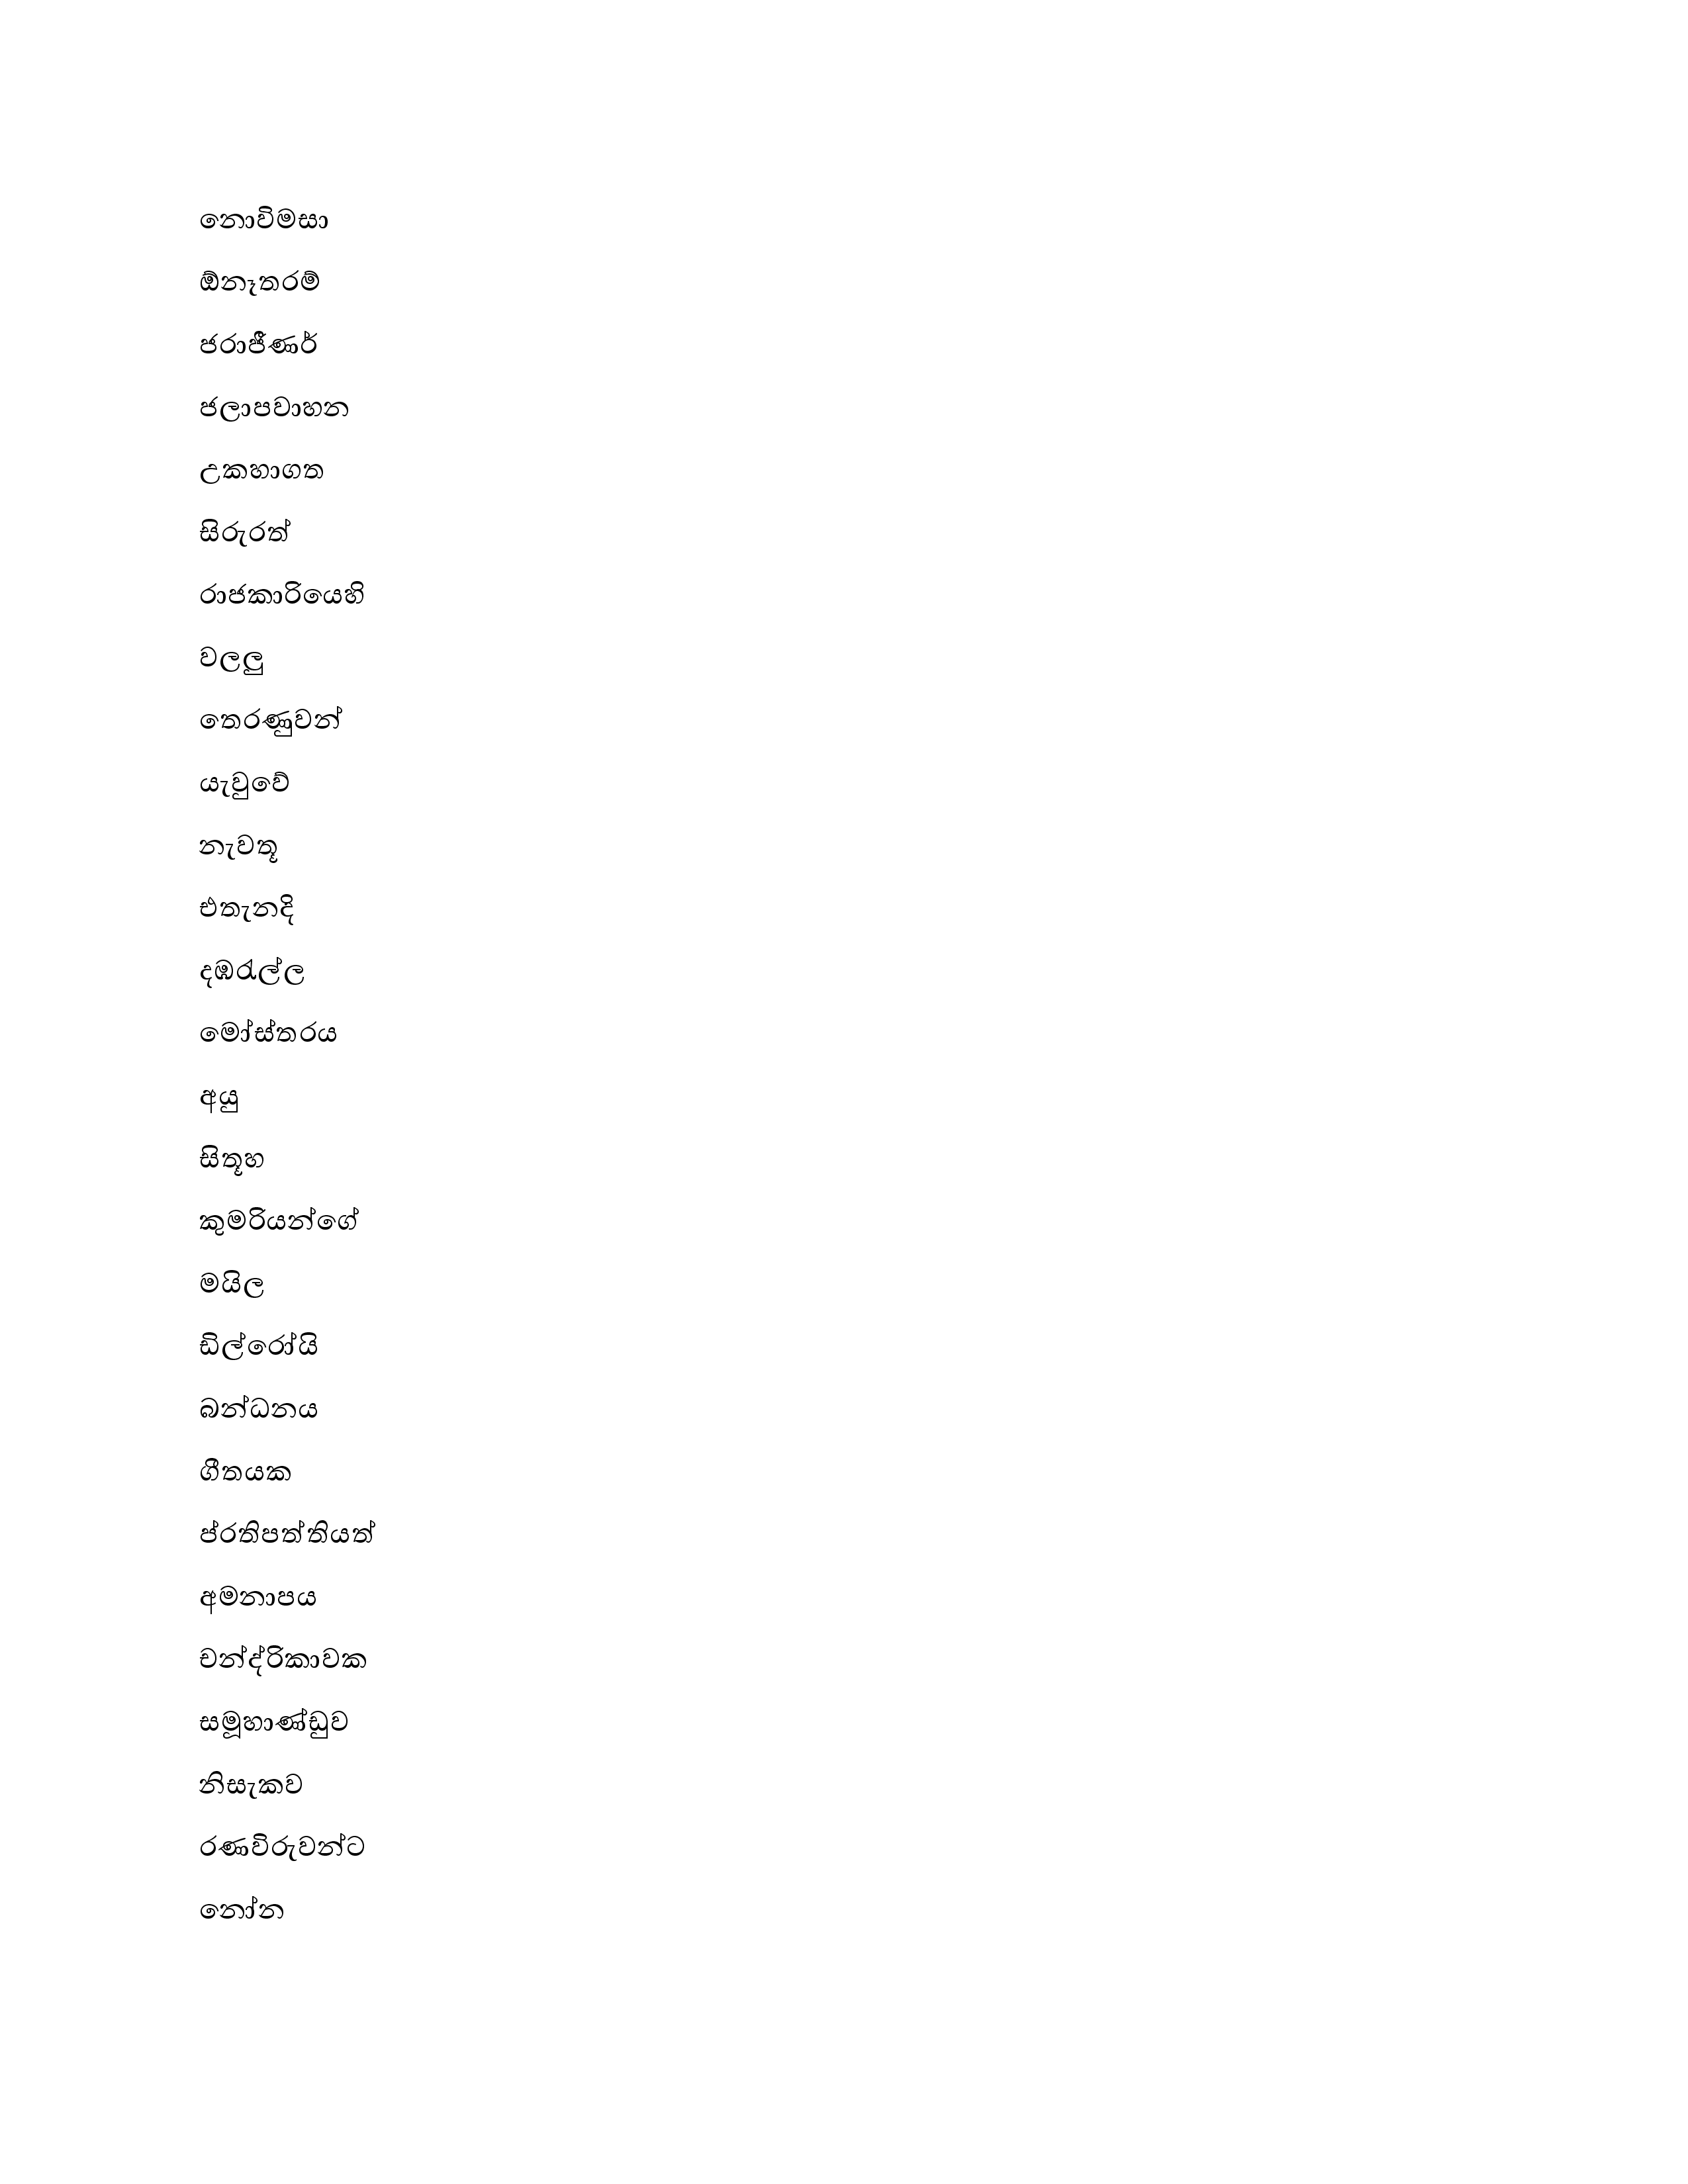 නොවිමසා
ඕනෑතරම්
ජරාජීණර්
ජලාපවාහන
උකහාගත
සිරුරත්
රාජකාරියෙහි
වලලු
තෙරණුවන්
යැවුවේ
නැවතූ
එතැනදි
දඹරැල්ල
මෝස්තරය
අයු
සිතූහ
කුමරියන්ගේ
මයිල
ඩිල්රෝයි
බන්ධනය
ගීතයක
ප්රතිපත්තියත්
අමනාපය
චන්ද්රිකාවක
සමූහාණ්ඩුව
නිසැකව
රණවිරුවන්ට
නෝන